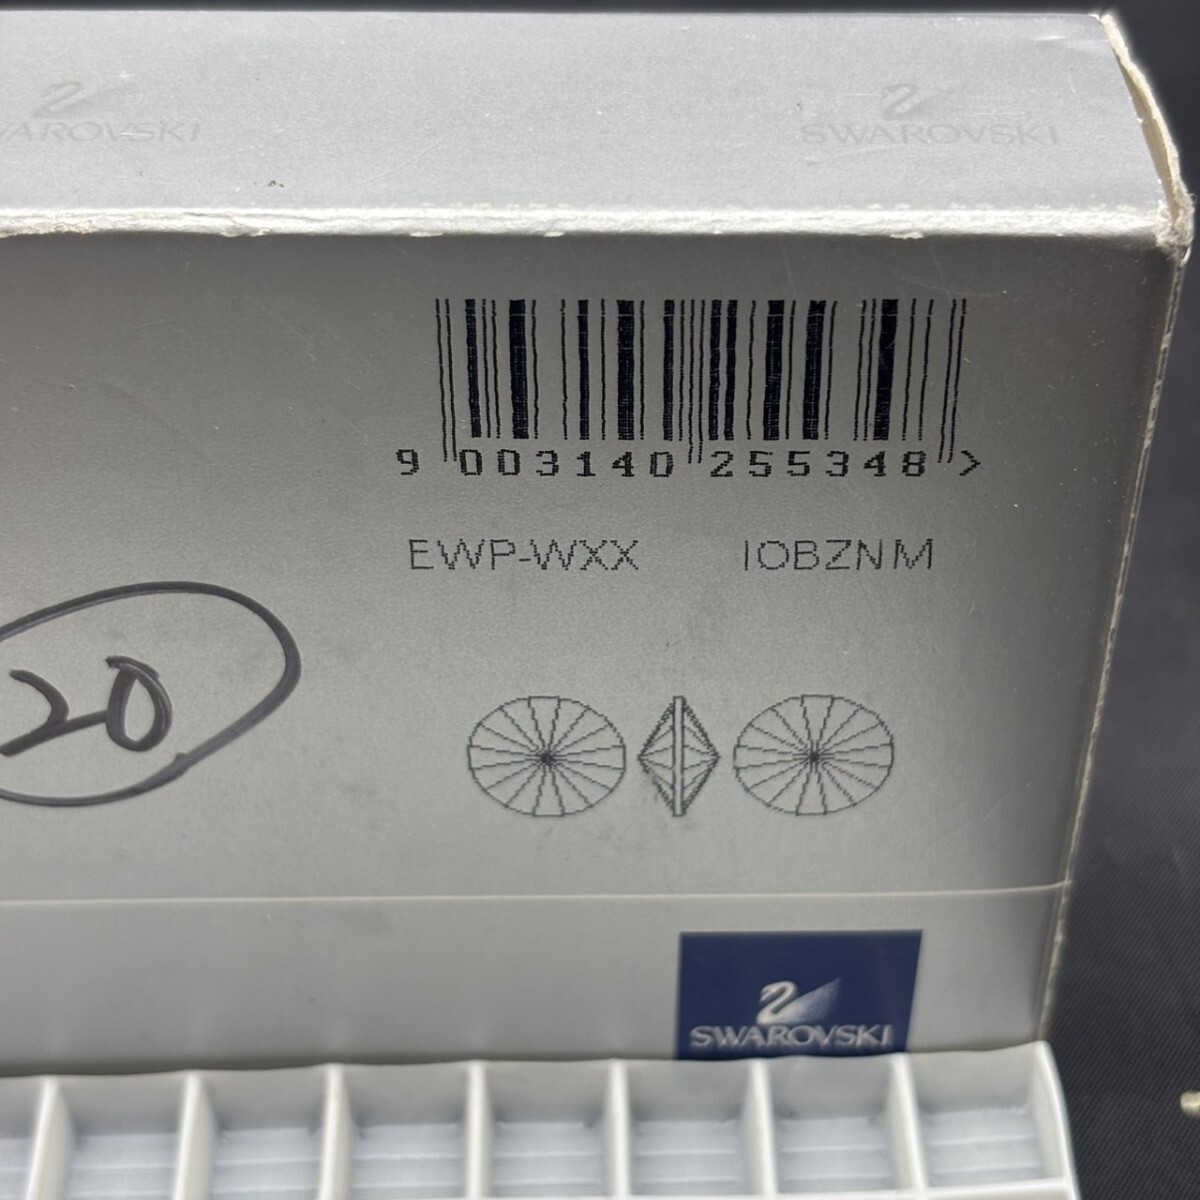 SWAROVSKI SWAROVSKI
9 003140 255348 >
EWP-WXX IOBZNM
20
SWAROVSKI